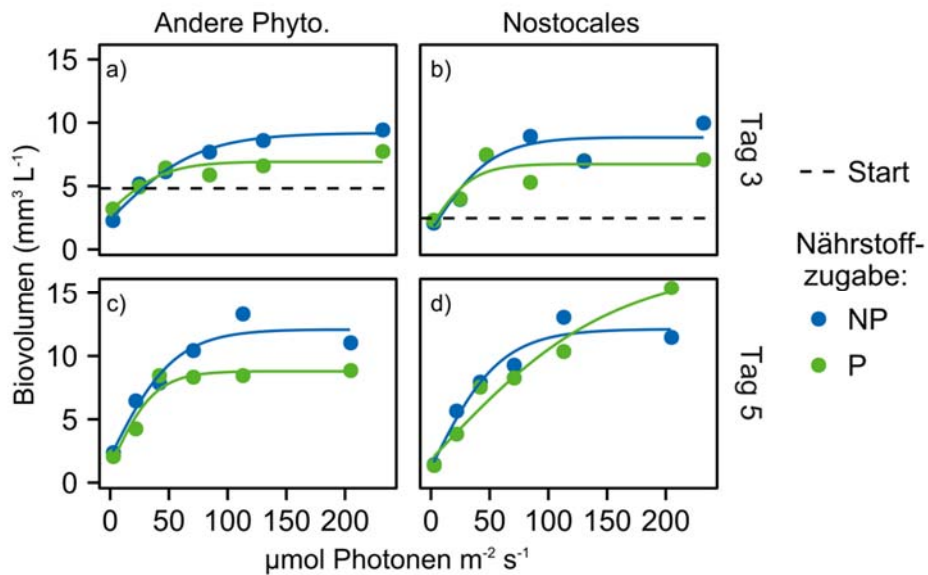 Andere Phyto.
Nostocales
15
10
5
0
a)
b)
Tag 3
Biovolumen (mm³ L⁻¹)
15
10
5
0
c)
d)
Tag 5
0 50 100 150 200
0 50 100 150 200
µmol Photonen m⁻² s⁻¹
Start
Nährstoff-
zugabe:
NP
P